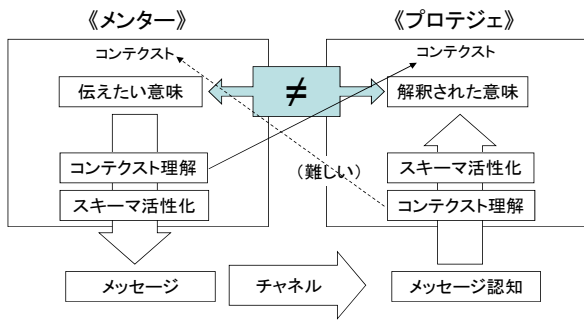 《メンター》
《プロテジェ》
コンテクスト
コンテクスト
伝えたい意味
≠
解釈された意味
(難しい)
コンテクスト理解
スキーマ活性化
スキーマ活性化
コンテクスト理解
メッセージ
チャネル
メッセージ認知